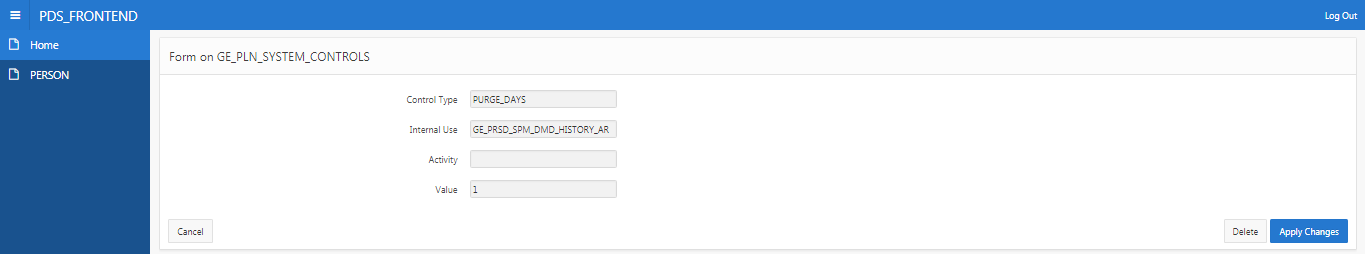 PDS_FRONTEND
Log Out
Home
PERSON
Form on GE_PLN_SYSTEM_CONTROLS
Control Type PURGE_DAYS
Internal Use GE_PRSD_SPM_DMD_HISTORY_AR
Activity
Value 1
Cancel
Delete
Apply Changes